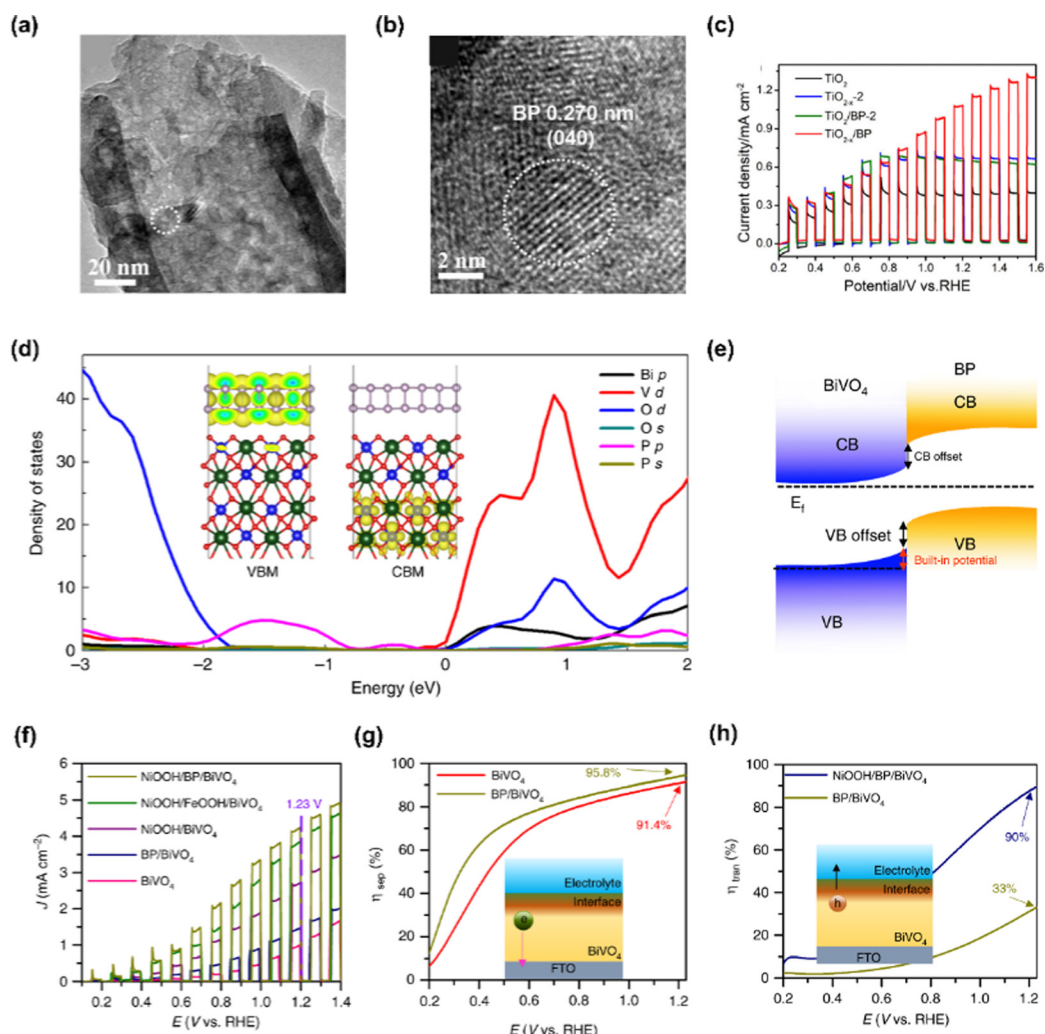 (a)
20 nm
(b)
BP 0.270 nm
(040)
2 nm
(c)
Current density/mA cm⁻²
1.2
0.9
0.6
0.3
0.0
TiO₂
TiO₂₋ₓ-2
TiO₂/BP-2
TiO₂₋ₓ/BP
0.2 0.4 0.6 0.8 1.0 1.2 1.4 1.6
Potential/V vs.RHE
(d)
Density of states
40
30
20
10
0
VBM
CBM
Bi p
V d
O d
O s
P p
P s
−3 −2 −1 0 1 2
Energy (eV)
(e)
BiVO₄
BP
CB
CB
CB offset
E_f
VB offset
VB
Built-in potential
VB
(f)
J (mA cm⁻²)
6
5
4
3
2
1
0
NiOOH/BP/BiVO₄
NiOOH/FeOOH/BiVO₄
NiOOH/BiVO₄
BP/BiVO₄
BiVO₄
1.23 V
0.2 0.4 0.6 0.8 1.0 1.2 1.4
E (V vs. RHE)
(g)
η sep (%)
100
90
80
70
60
50
40
30
20
10
0
BiVO₄
BP/BiVO₄
95.8%
91.4%
Electrolyte
Interface
e
BiVO₄
FTO
0.2 0.4 0.6 0.8 1.0 1.2
E (V vs. RHE)
(h)
η tran (%)
100
80
60
40
20
0
NiOOH/BP/BiVO₄
BP/BiVO₄
90%
33%
Electrolyte
Interface
h
BiVO₄
FTO
0.2 0.4 0.6 0.8 1.0 1.2
E (V vs. RHE)